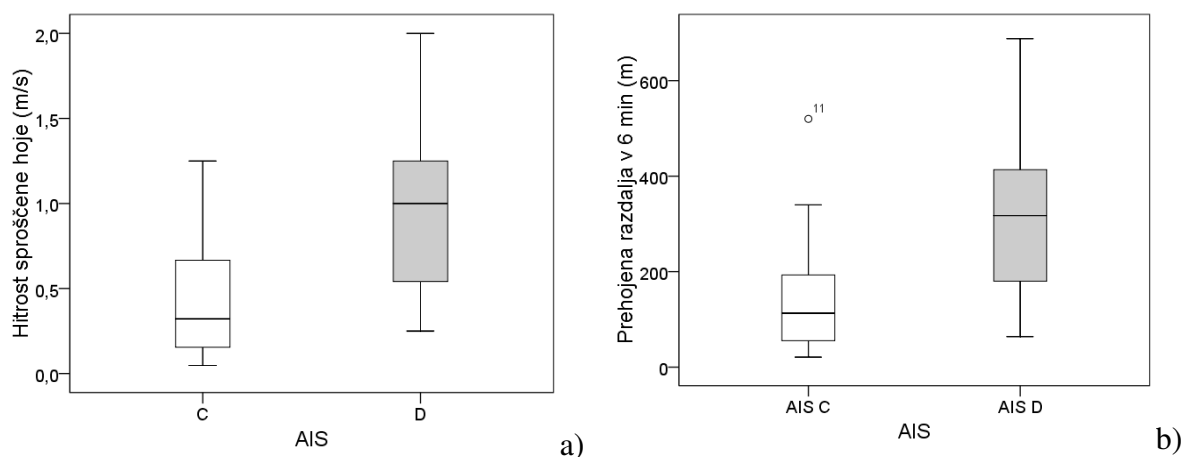 Hitrost sproščene hoje (m/s)
2,0
1,5
1,0
0,5
0,0
C
D
AIS
a)
Prehojena razdalja v 6 min (m)
600
400
200
0
11
AIS C
AIS D
AIS
b)